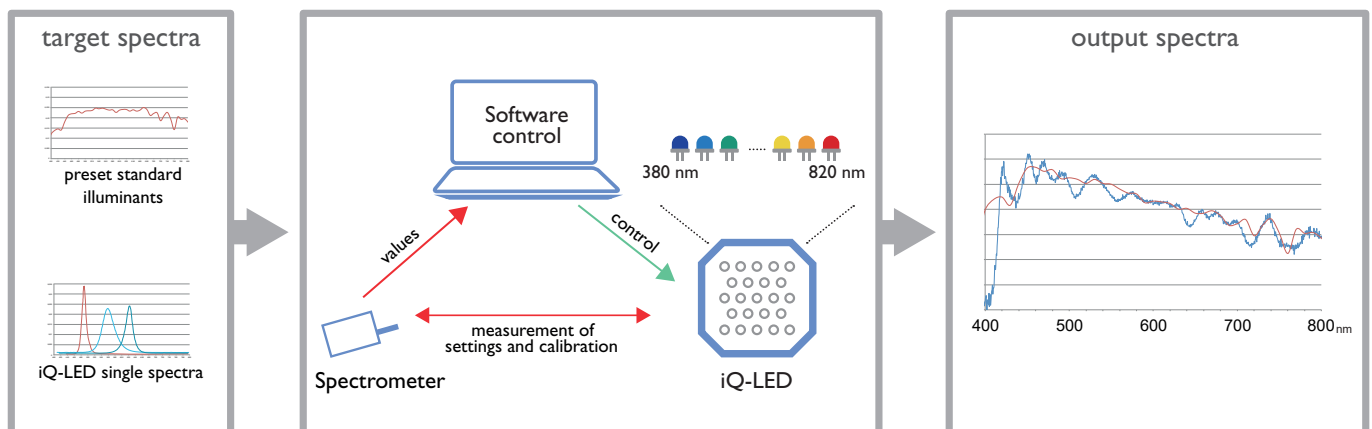 target spectra
preset standard
illuminants
iQ-LED single spectra
Software
control
380 nm
820 nm
values
control
measurement of
settings and calibration
Spectrometer
iQ-LED
output spectra
400 500 600 700 800 nm